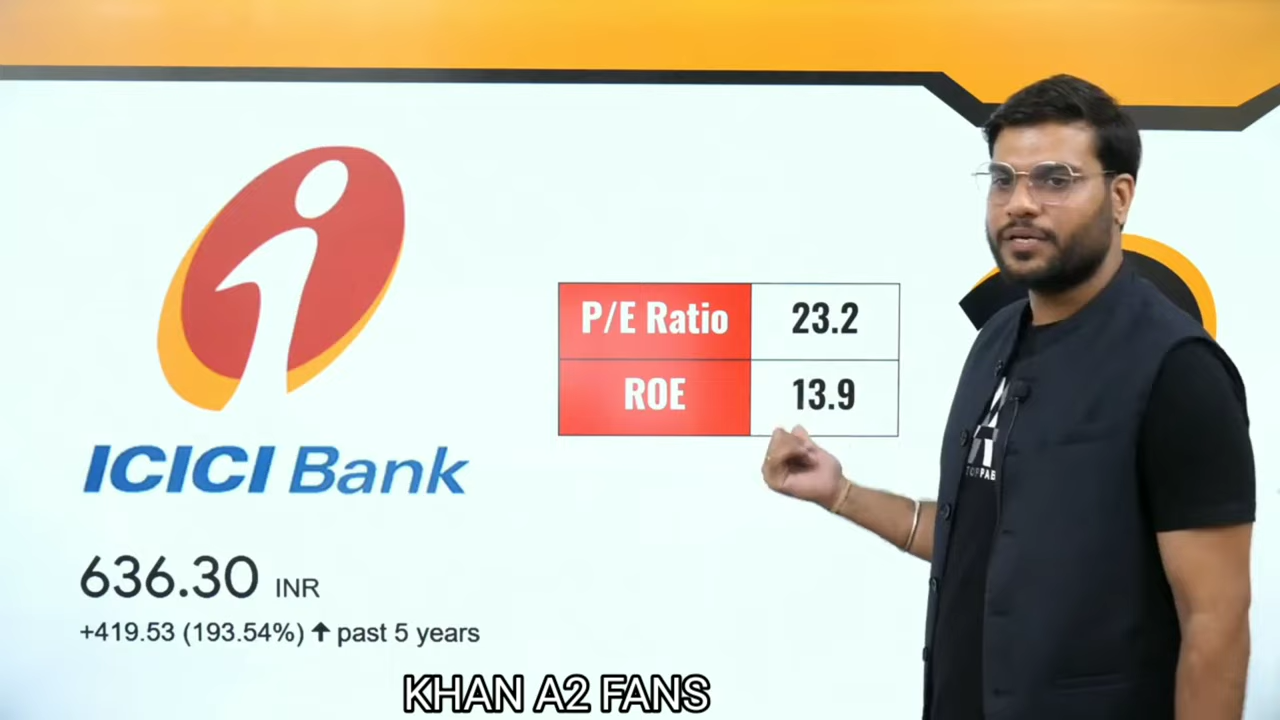 ICICI Bank
P/E Ratio 23.2
ROE 13.9
636.30 INR
+419.53 (193.54%) ↑ past 5 years
KHAN A2 FANS